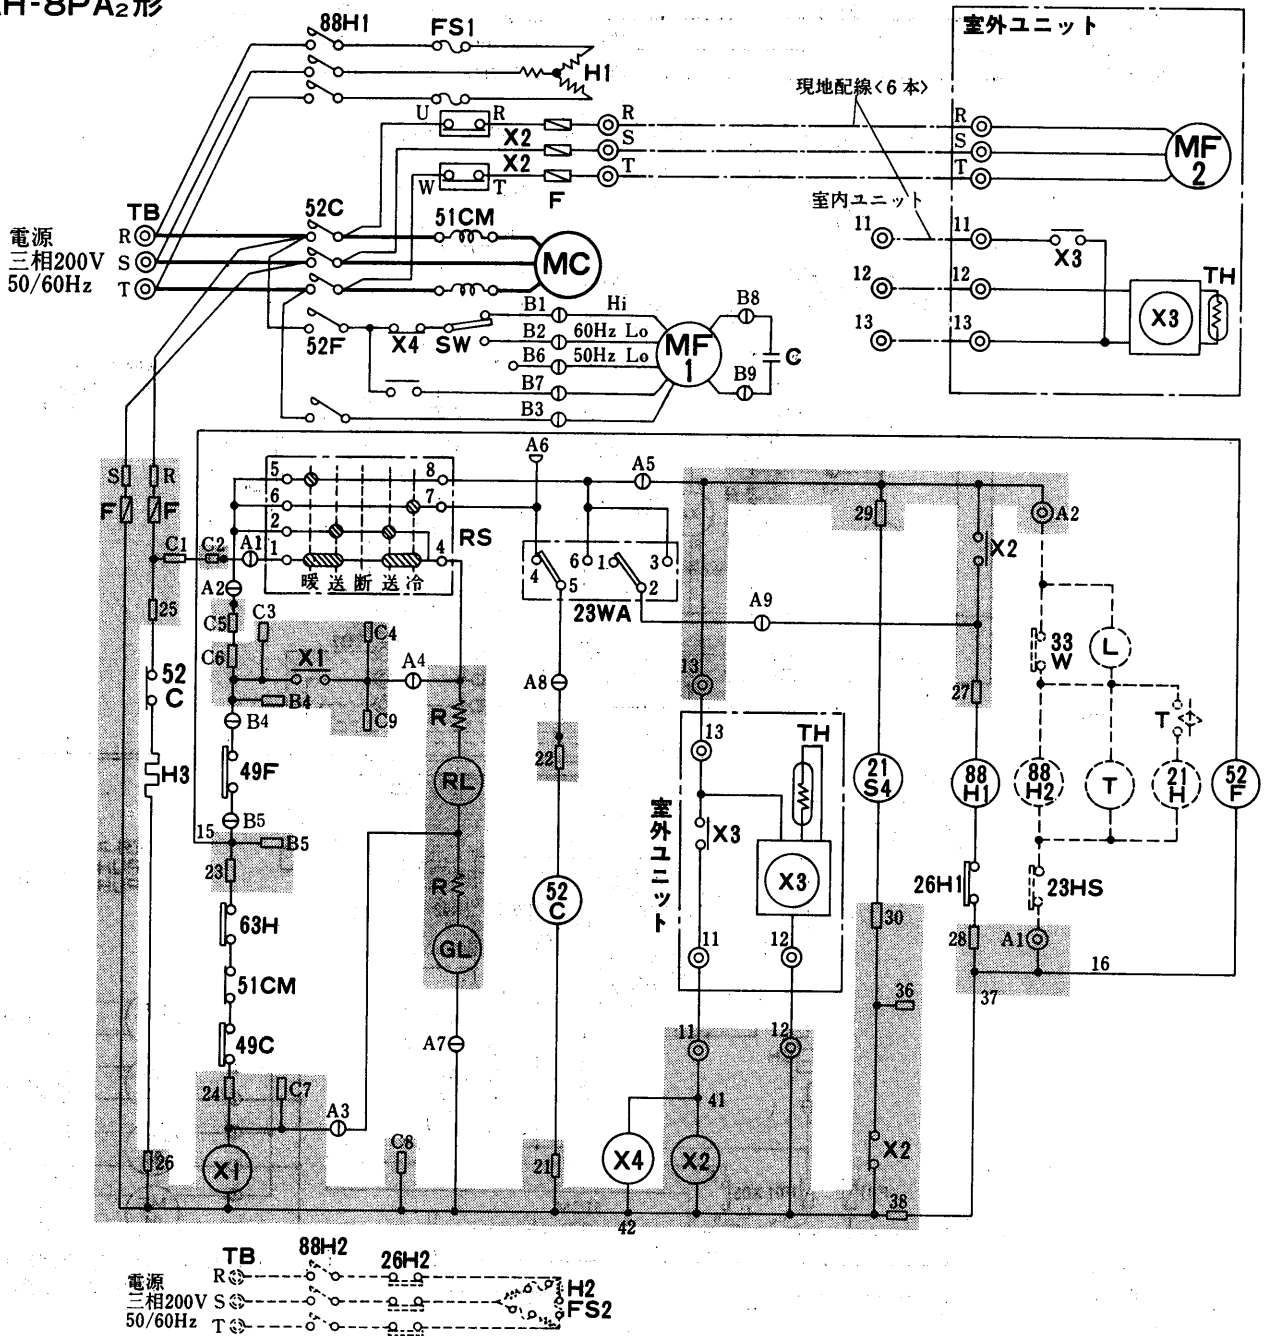 H-8PA₂形
88H1
FS1
H1
室外ユニット
現地配線<6本>
U
R
X2
X2
W
T
F
R
S
T
R
S
T
MF
2
室内ユニット
11
11
X3
12
12
TH
X3
13
13
TB
電源
三相200V
50/60Hz
R
S
T
52C
51CM
MC
52F
X4
SW
B1
Hi
B2
60Hz Lo
B6
50Hz Lo
B7
B3
MF
1
B8
C
B9
S
R
F
F
C1
C2
A1
5
6
2
1
8
7
4
RS
暖 送 断 送 冷
A6
A5
4
5
6
1
3
2
23WA
A9
29
X2
A2
A2
C5
C6
C3
X1
C4
A4
C9
B4
B4
25
52
C
H3
49F
B5
15
B5
23
63H
51CM
49C
24
C7
A3
X1
26
R
RL
R
GL
A7
C8
A8
22
52
C
21
13
室外ユニット
13
TH
X3
X3
11
12
11
12
41
X4
X2
42
21
S4
30
36
X2
38
27
88
H1
26H1
28
37
33
W
L
T
88
H2
T
21
H
52
F
23HS
A1
16
TB
電源
三相200V
50/60Hz
R
S
T
88H2
26H2
H2
FS2